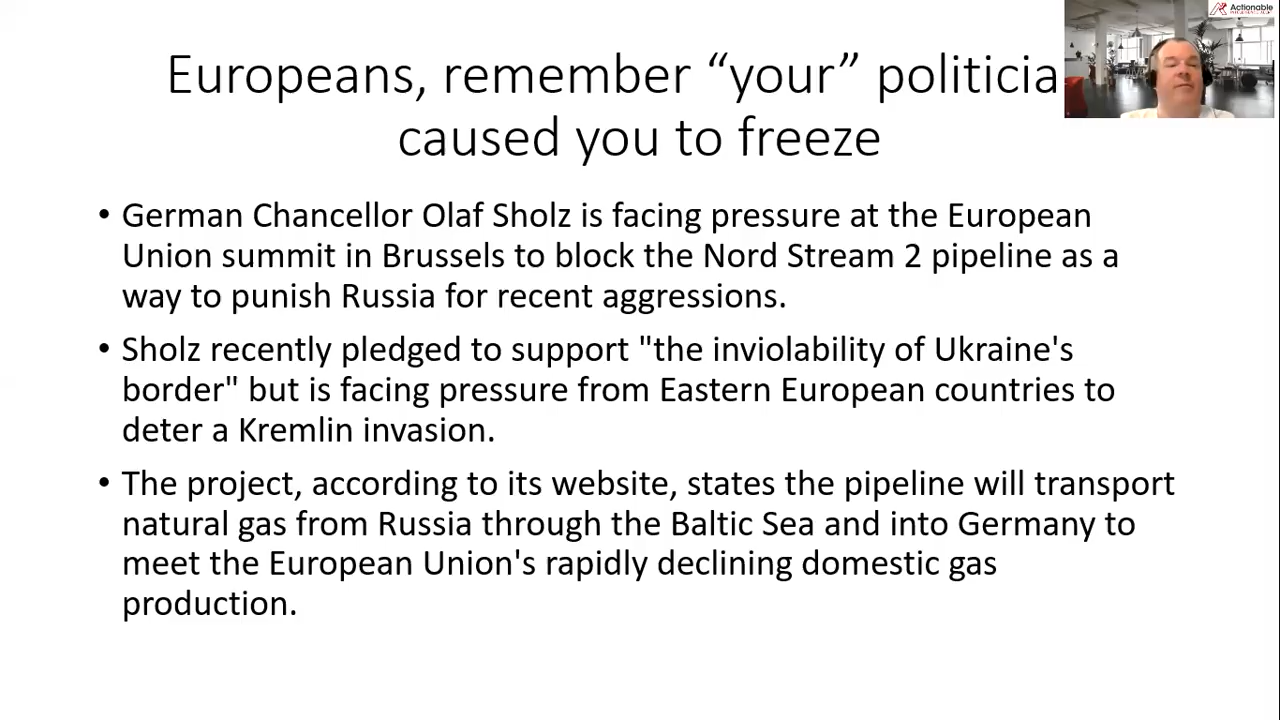 Europeans, remember “your” politicia
caused you to freeze
Actionable
• German Chancellor Olaf Sholz is facing pressure at the European
Union summit in Brussels to block the Nord Stream 2 pipeline as a
way to punish Russia for recent aggressions.
• Sholz recently pledged to support "the inviolability of Ukraine's
border" but is facing pressure from Eastern European countries to
deter a Kremlin invasion.
• The project, according to its website, states the pipeline will transport
natural gas from Russia through the Baltic Sea and into Germany to
meet the European Union's rapidly declining domestic gas
production.